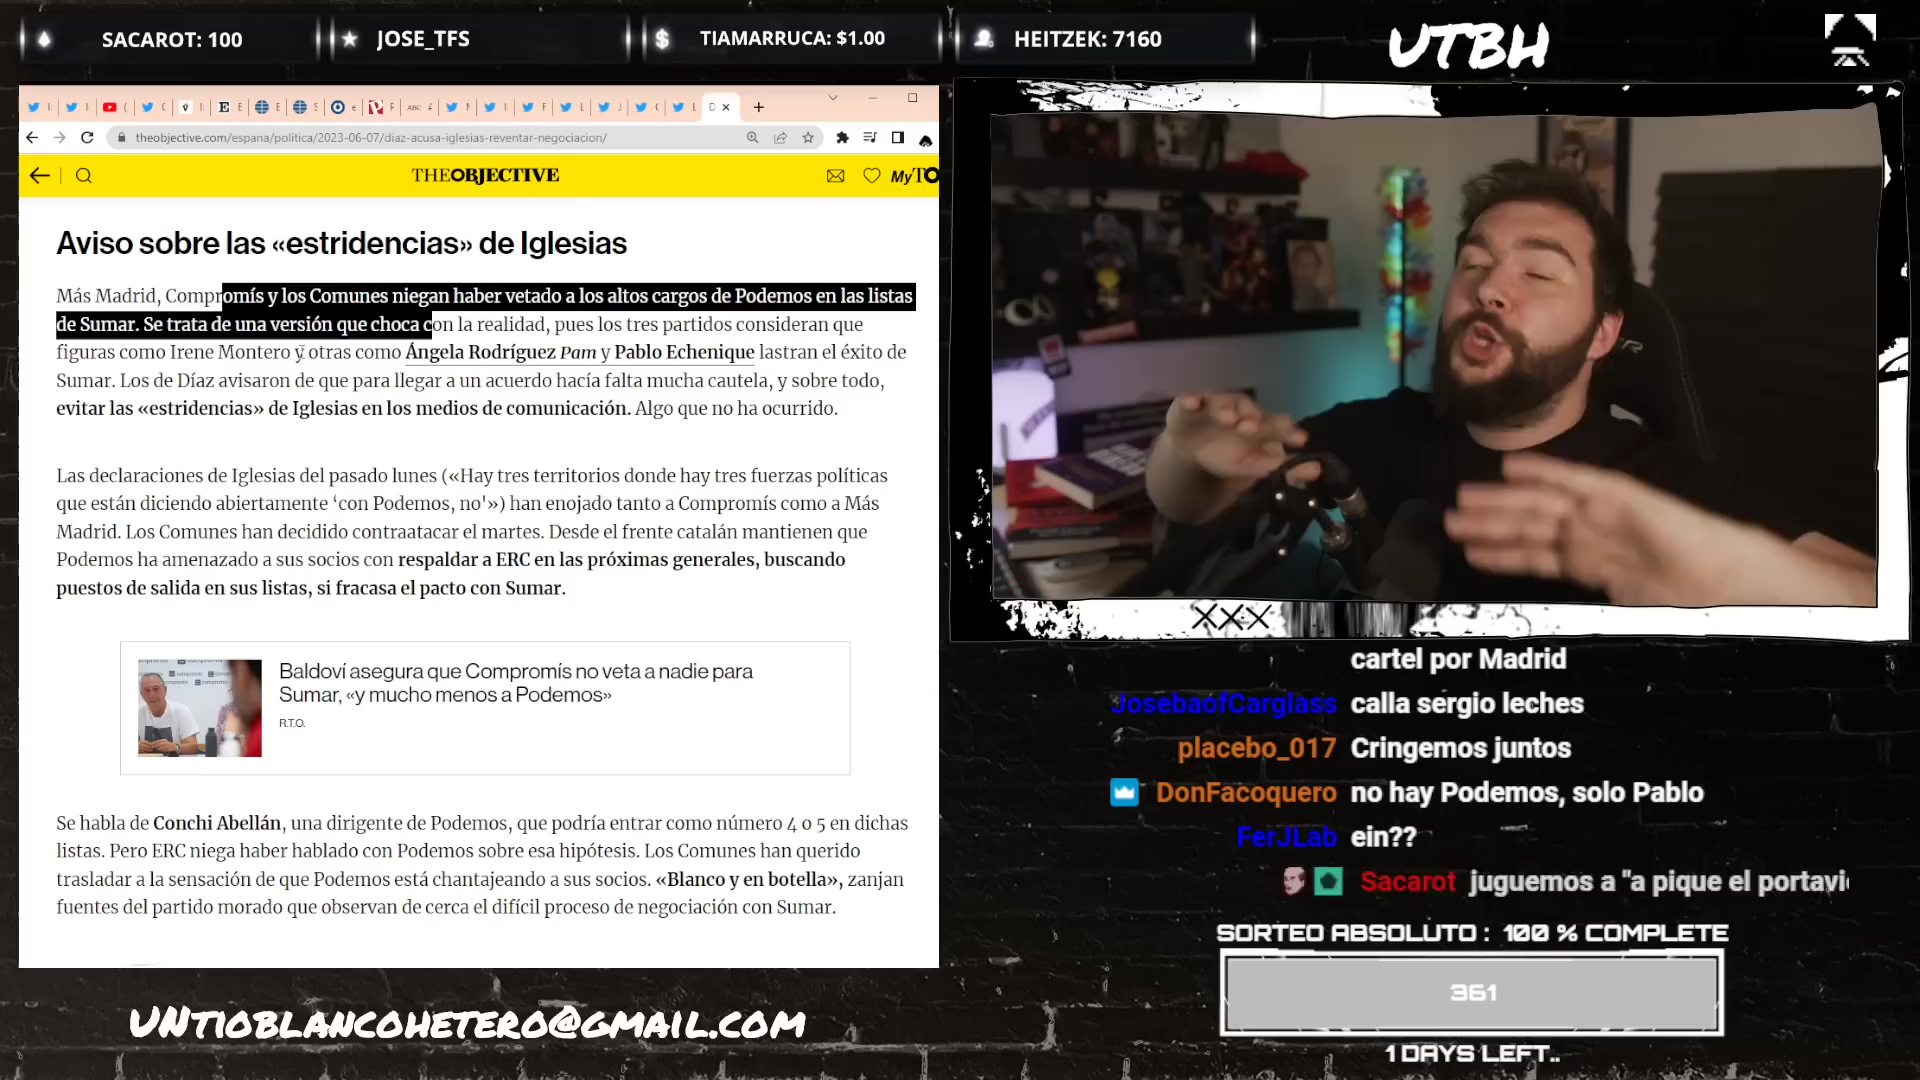 SACAROT: 100
JOSE_TFS
TIAMARRUCA: $1.00
HEITZEK: 7160
UTBH
theobjective.com/espana/politica/2023-06-07/diaz-acusa-iglesias-reventar-negociacion/
THEOBJECTIVE
MyTO
Aviso sobre las «estridencias» de Iglesias
Más Madrid, Compromís y los Comunes niegan haber vetado a los altos cargos de Podemos en las listas
de Sumar. Se trata de una versión que choca con la realidad, pues los tres partidos consideran que
figuras como Irene Montero y otras como Ángela Rodríguez Pam y Pablo Echenique lastran el éxito de
Sumar. Los de Díaz avisaron de que para llegar a un acuerdo hacía falta mucha cautela, y sobre todo,
evitar las «estridencias» de Iglesias en los medios de comunicación. Algo que no ha ocurrido.
Las declaraciones de Iglesias del pasado lunes («Hay tres territorios donde hay tres fuerzas políticas
que están diciendo abiertamente ‘con Podemos, no'») han enojado tanto a Compromís como a Más
Madrid. Los Comunes han decidido contraatacar el martes. Desde el frente catalán mantienen que
Podemos ha amenazado a sus socios con respaldar a ERC en las próximas generales, buscando
puestos de salida en sus listas, si fracasa el pacto con Sumar.
Baldoví asegura que Compromís no veta a nadie para
Sumar, «y mucho menos a Podemos»
R.T.O.
Se habla de Conchi Abellán, una dirigente de Podemos, que podría entrar como número 4 o 5 en dichas
listas. Pero ERC niega haber hablado con Podemos sobre esa hipótesis. Los Comunes han querido
trasladar a la sensación de que Podemos está chantajeando a sus socios. «Blanco y en botella», zanjan
fuentes del partido morado que observan de cerca el difícil proceso de negociación con Sumar.
XXX
cartel por Madrid
JosebaofCarglass calla sergio leches
placebo_017 Cringemos juntos
DonFacoquero no hay Podemos, solo Pablo
FerJLab ein??
Sacarot juguemos a "a pique el portavi
SORTEO ABSOLUTO : 100 % COMPLETE
361
1 DAYS LEFT..
UNTIOBLANCOHETERO@GMAIL.COM